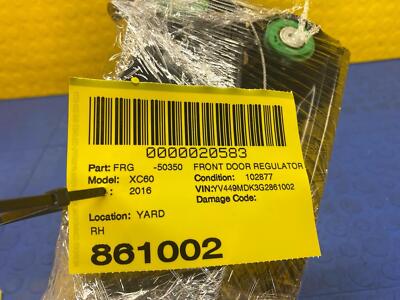 0000020583
Part: FRG -50350 FRONT DOOR REGULATOR
Model: XC60 Condition: 102877
: 2016 VIN:YV449MDK3G2861002
Damage Code:
Location: YARD
RH
861002